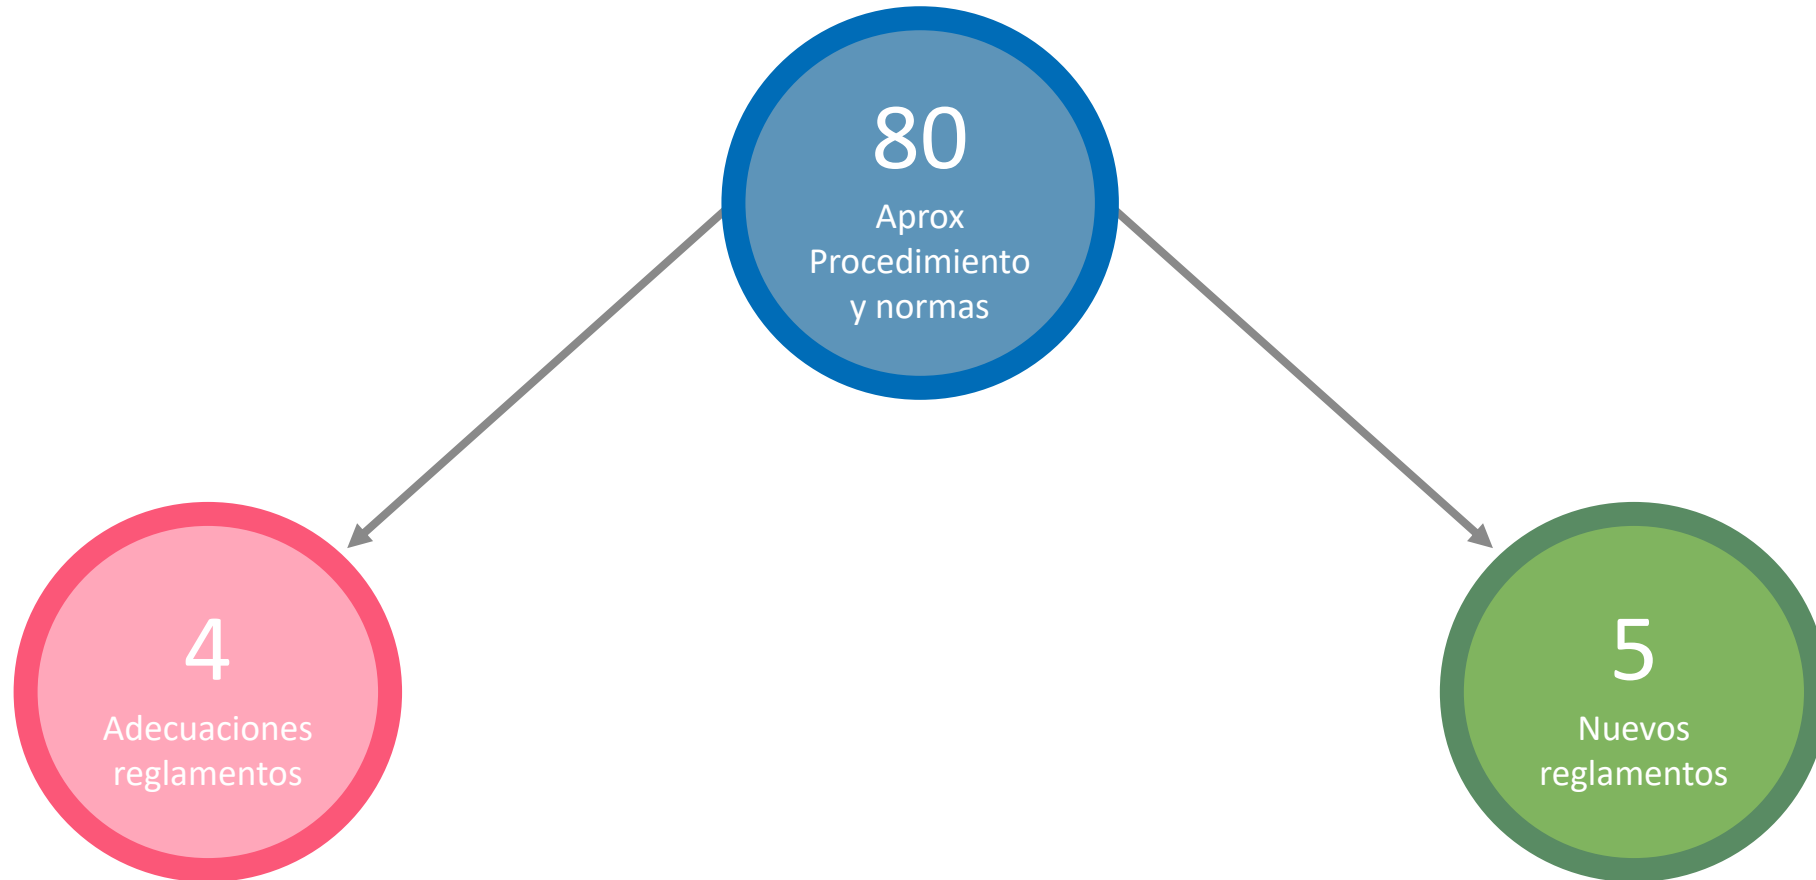 80
Aprox
Procedimiento
y normas
4
Adecuaciones
reglamentos
5
Nuevos
reglamentos